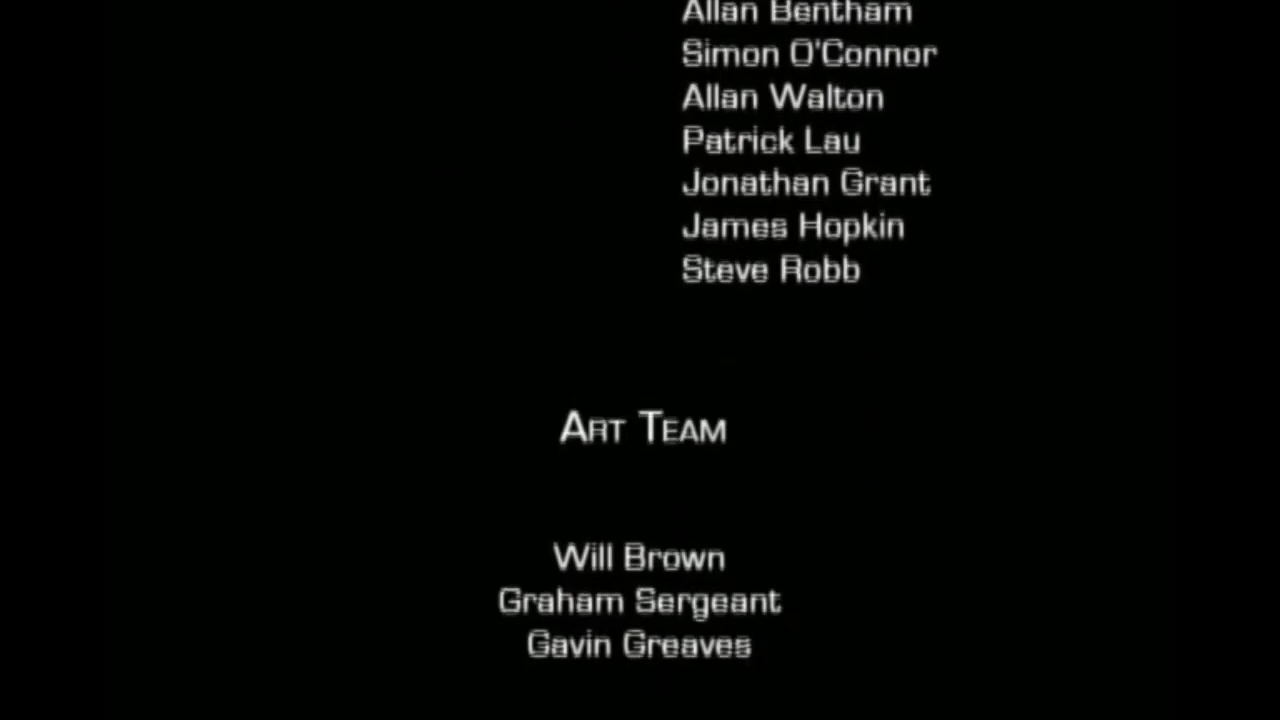 Allan Bentham
Simon O'Connor
Allan Walton
Patrick Lau
Jonathan Grant
James Hopkin
Steve Robb
Art Team
Will Brown
Graham Sergeant
Gavin Greaves